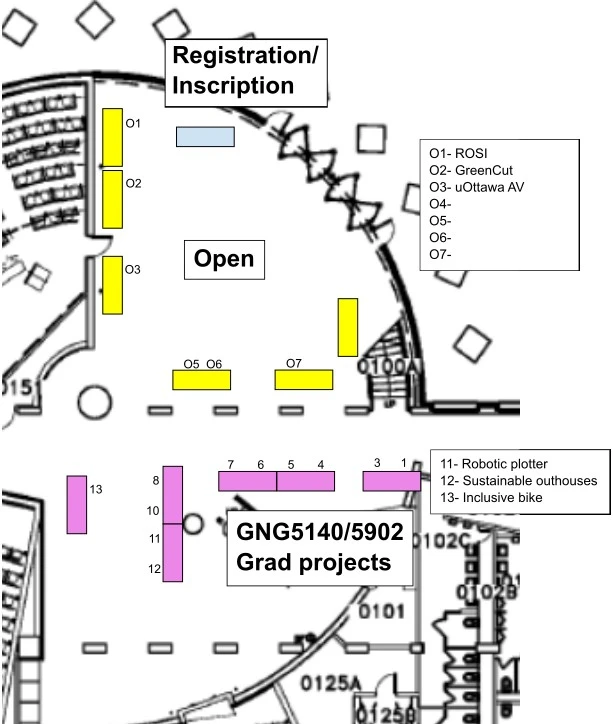 Registration/
Inscription
O1
O2
O3
Open
O1- ROSI
O2- GreenCut
O3- uOttawa AV
O4-
O5-
O6-
O7-
O5 O6
O7
0100A
UP
015
7 6 5 4 3 1
8
10
11
12
13
11- Robotic plotter
12- Sustainable outhouses
13- Inclusive bike
GNG5140/5902
Grad projects
0102C
0102B
0101
0125A
0125B